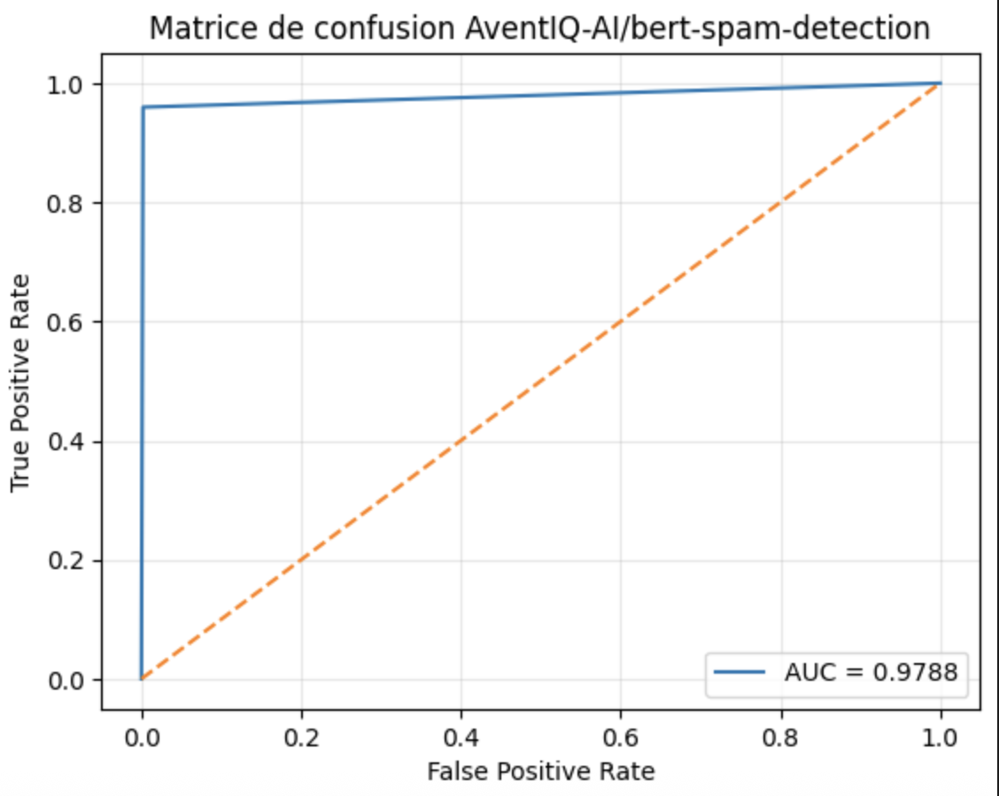 Matrice de confusion AventIQ-AI/bert-spam-detection
1.0
0.8
0.6
0.4
0.2
0.0
True Positive Rate
AUC = 0.9788
0.0 0.2 0.4 0.6 0.8 1.0
False Positive Rate